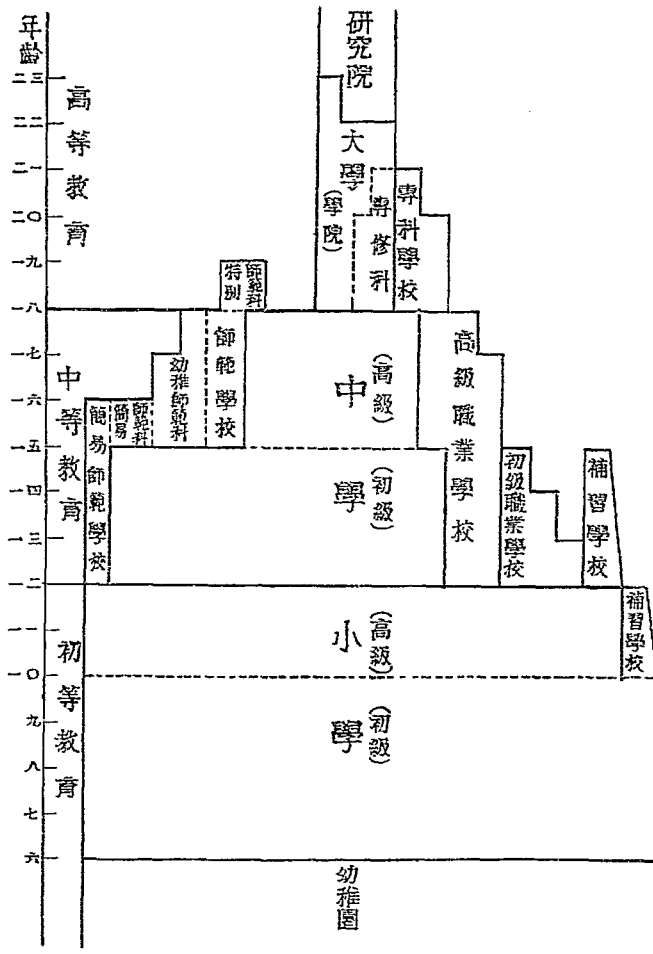 年齡
二三
二二
二一
二〇
一九
一八
一七
一六
一五
一四
一三
一二
一一
一〇
九
八
七
六
高等教育
中等教育
初等教育
研究院
大學
(學院)
專修科
專科學校
師範科
特別
師範學校
幼稚師範科
師範科
簡易
簡易師範學校
中學
(高級)
(初級)
高級職業學校
初級職業學校
補習學校
補習學校
小學
(高級)
(初級)
幼稚園